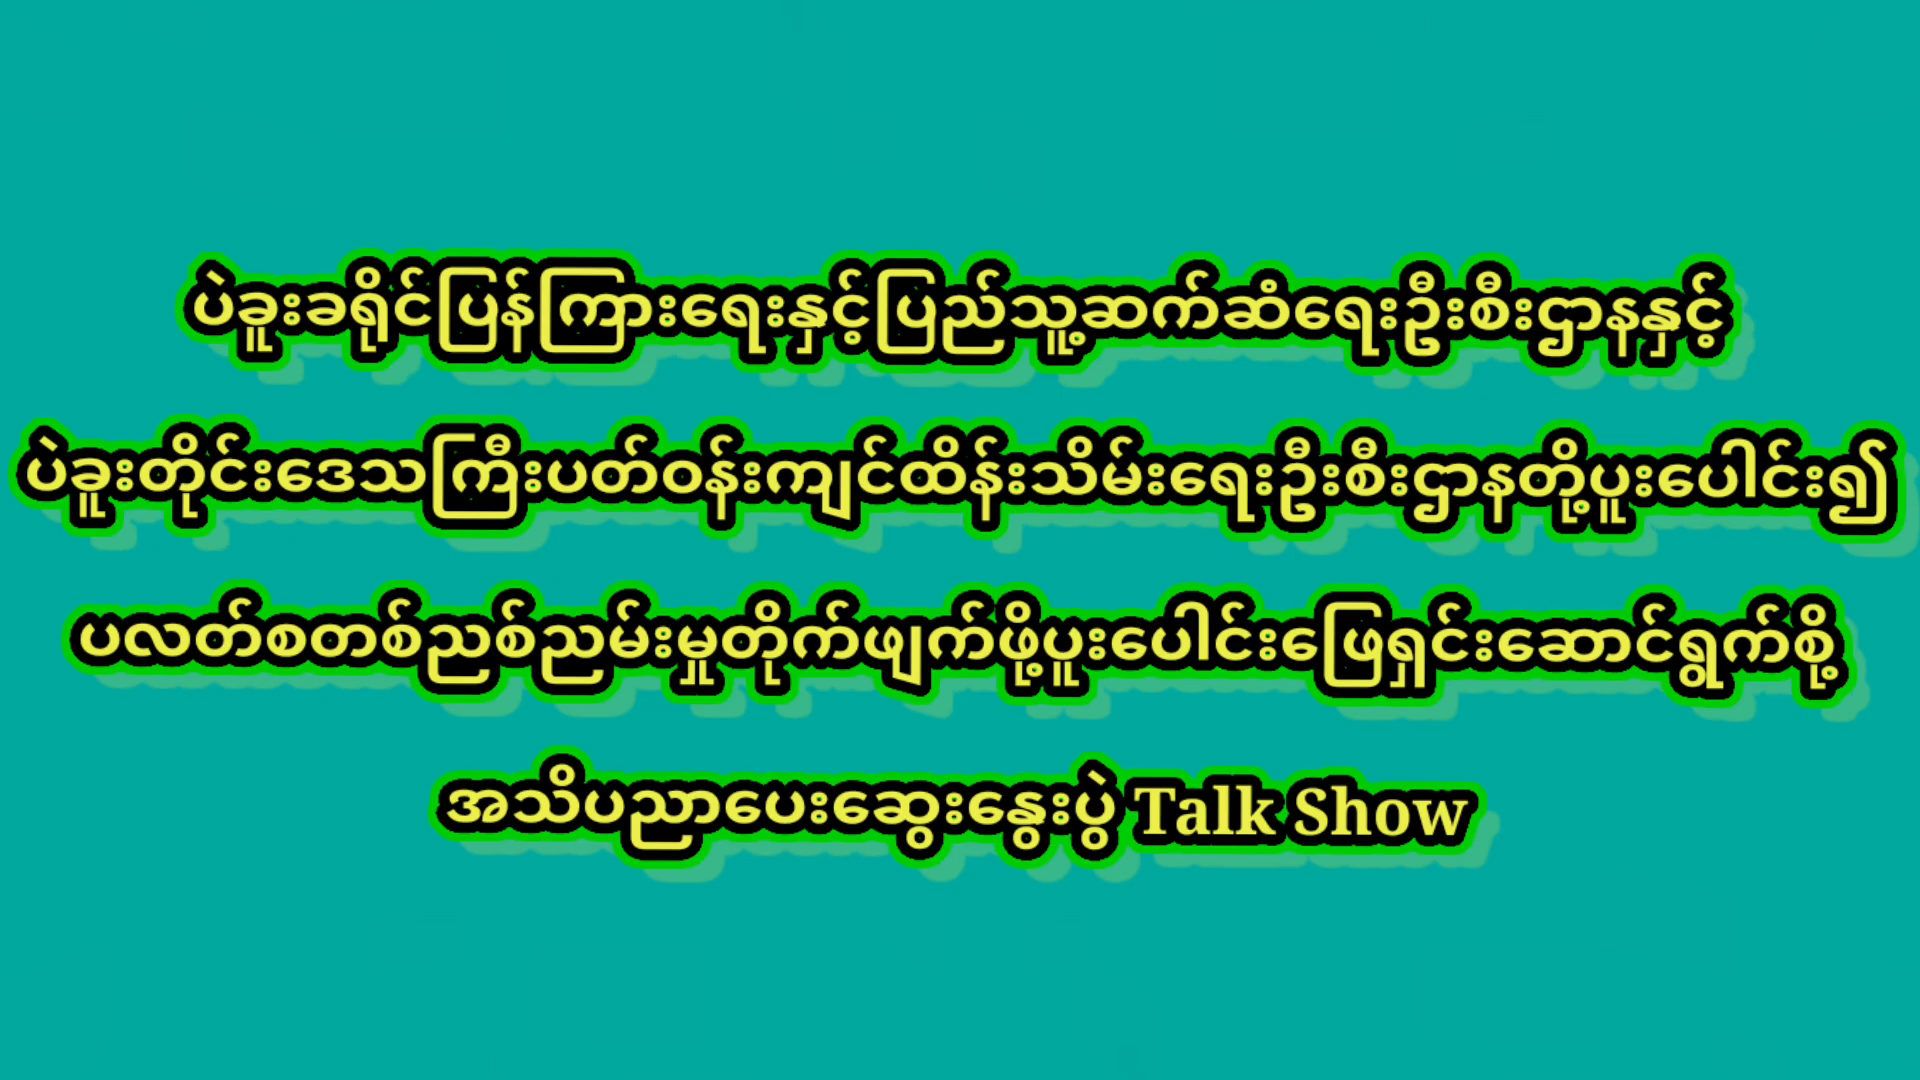 ပဲခူးခရိုင်ပြန်ကြားရေးနှင့်ပြည်သူ့ဆက်ဆံရေးဦးစီးဌာနနှင့်
ပဲခူးတိုင်းဒေသကြီးပတ်ဝန်းကျင်ထိန်းသိမ်းရေးဦးစီးဌာနတို့ပူးပေါင်း၍
ပလတ်စတစ်ညစ်ညမ်းမှုတိုက်ဖျက်ဖို့ပူးပေါင်းဖြေရှင်းဆောင်ရွက်စို့
အသိပညာပေးဆွေးနွေးပွဲ Talk Show